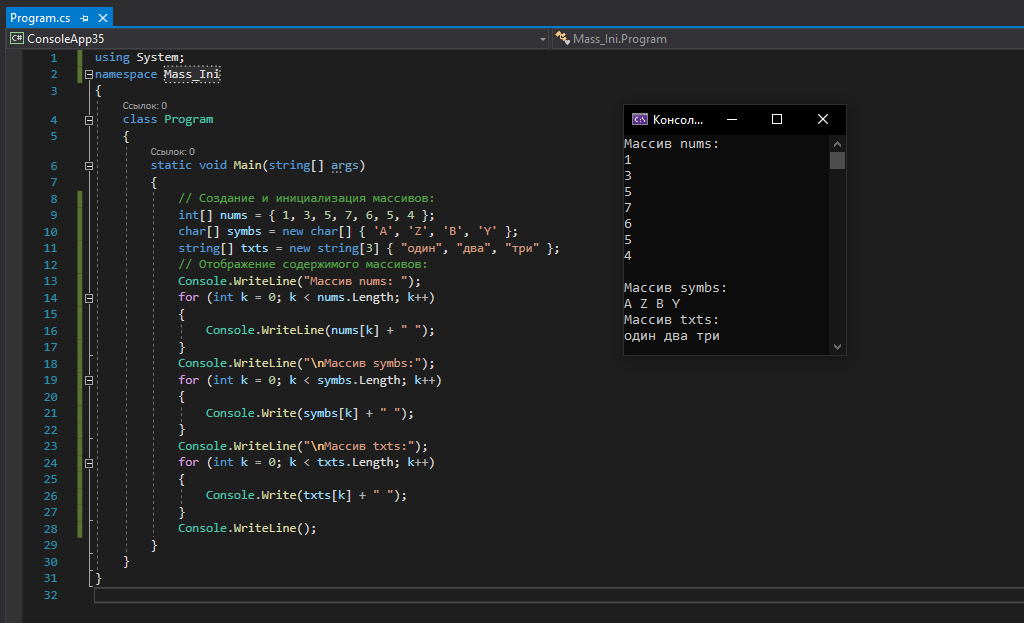 Program.cs
C# ConsoleApp35
Mass_Ini.Program
1 using System;
2 namespace Mass_Ini
3 {
Ссылок: 0
4 class Program
5 {
Ссылок: 0
6 static void Main(string[] args)
7 {
8 // Создание и инициализация массивов:
9 int[] nums = { 1, 3, 5, 7, 6, 5, 4 };
10 char[] symbs = new char[] { 'A', 'Z', 'B', 'Y' };
11 string[] txts = new string[3] { "один", "два", "три" };
12 // Отображение содержимого массивов:
13 Console.WriteLine("Массив nums: ");
14 for (int k = 0; k < nums.Length; k++)
15 {
16 Console.WriteLine(nums[k] + " ");
17 }
18 Console.WriteLine("\nМассив symbs:");
19 for (int k = 0; k < symbs.Length; k++)
20 {
21 Console.Write(symbs[k] + " ");
22 }
23 Console.WriteLine("\nМассив txts:");
24 for (int k = 0; k < txts.Length; k++)
25 {
26 Console.Write(txts[k] + " ");
27 }
28 Console.WriteLine();
29 }
30 }
31 }
32
C:\ Консол...
Массив nums:
1
3
5
7
6
5
4
Массив symbs:
A Z B Y
Массив txts:
один два три